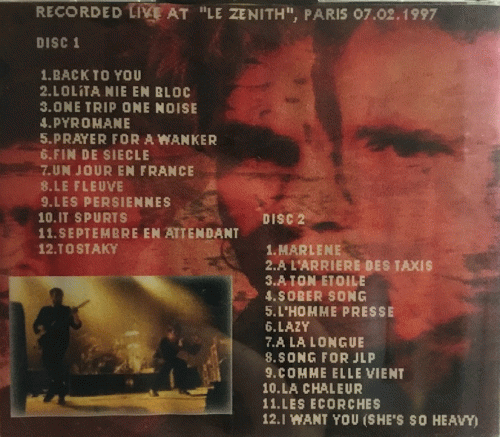 RECORDED LIVE AT "LE ZENITH", PARIS 07.02.1997
DISC 1
1.BACK TO YOU
2.LOLiTA NIE EN BLOC
3.ONE TRIP ONE NOISE
4.PYROMANE
5.PRAYER FOR A WANKER
6.FIN DE SIECLE
7.UN JOUR EN FRANCE
8.LE FLEUVE
9.LES PERSIENNES
10.IT SPURTS
11.SEPTEMBRE EN ATTENDANT
12.TOSTAKY
DISC 2
1.MARLENE
2.A L'ARRIERE DES TAXIS
3.A TON ETOILE
4.SOBER SONG
5.L'HOMME PRESSE
6.LAZY
7.A LA LONGUE
8.SONG FOR JLP
9.COMME ELLE VIENT
10.LA CHALEUR
11.LES ECORCHES
12.I WANT YOU (SHE'S SO HEAVY)